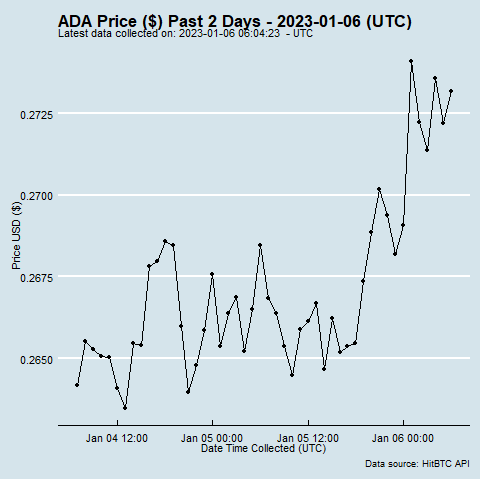 ADA Price ($) Past 2 Days - 2023-01-06 (UTC)
Latest data collected on: 2023-01-06 06:04:23 - UTC
Price USD ($)
0.2725
0.2700
0.2675
0.2650
Jan 04 12:00 Jan 05 00:00 Jan 05 12:00 Jan 06 00:00
Date Time Collected (UTC)
Data source: HitBTC API